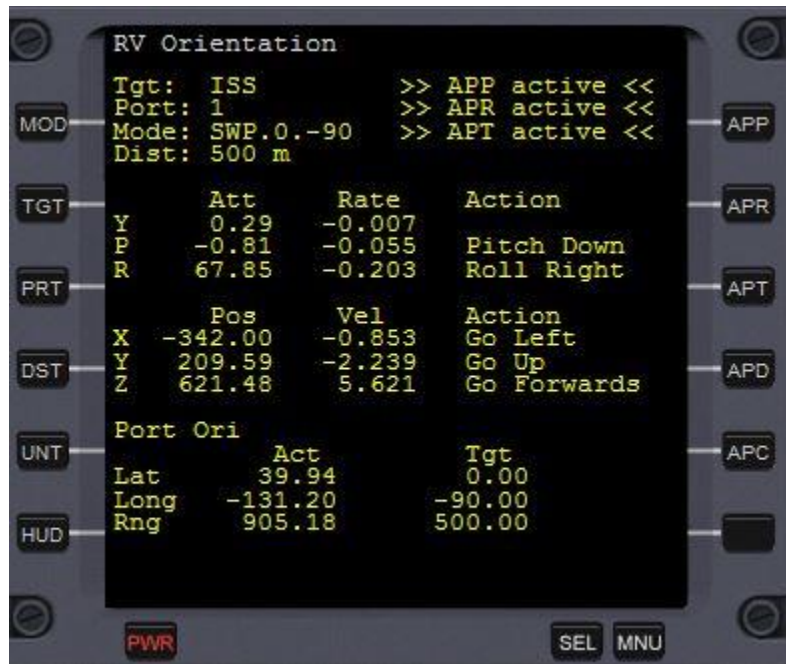 RV Orientation
Tgt: ISS >> APP active <<
Port: 1 >> APR active <<
Mode: SWP.0.-90 >> APT active <<
Dist: 500 m
Att Rate Action
Y 0.29 -0.007
P -0.81 -0.055 Pitch Down
R 67.85 -0.203 Roll Right
Pos Vel Action
X -342.00 -0.853 Go Left
Y 209.59 -2.239 Go Up
Z 621.48 5.621 Go Forwards
Port Ori
Act Tgt
Lat 39.94 0.00
Long -131.20 -90.00
Rng 905.18 500.00
MOD
TGT
PRT
DST
UNT
HUD
APP
APR
APT
APD
APC
PWR SEL MNU